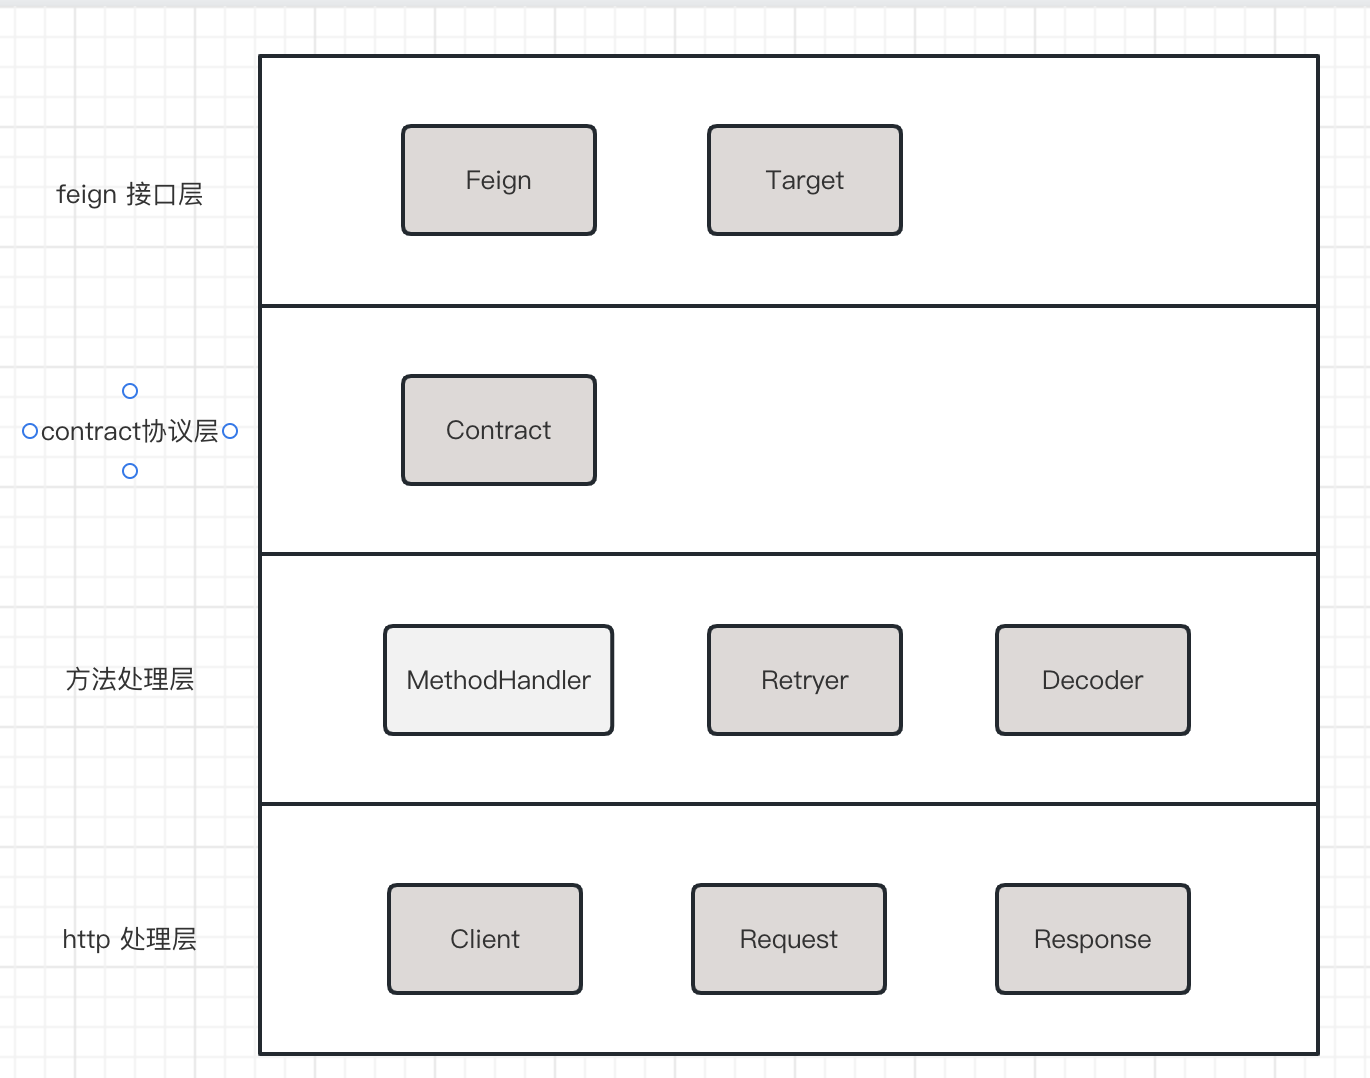 feign 接口层
Feign
Target
contract协议层
Contract
方法处理层
MethodHandler
Retryer
Decoder
http 处理层
Client
Request
Response